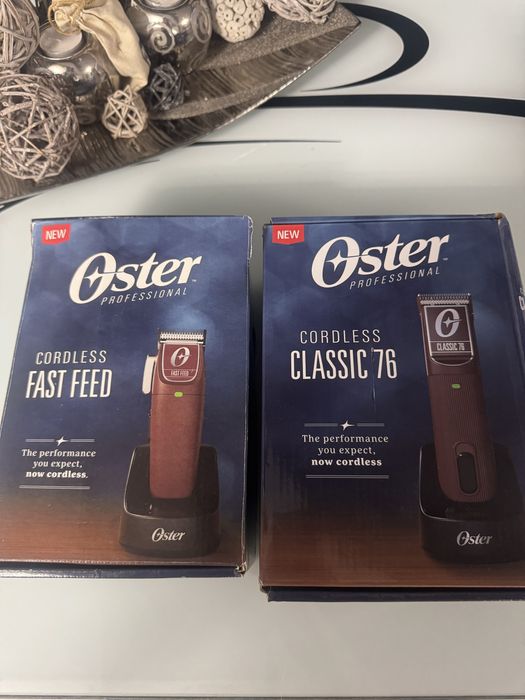 NEW
Oster
PROFESSIONAL
CORDLESS
FAST FEED
The performance
you expect,
now cordless.
FAST FEED
Oster
NEW
Oster
PROFESSIONAL
CORDLESS
CLASSIC 76
The performance
you expect,
now cordless
CLASSIC 76
Oster